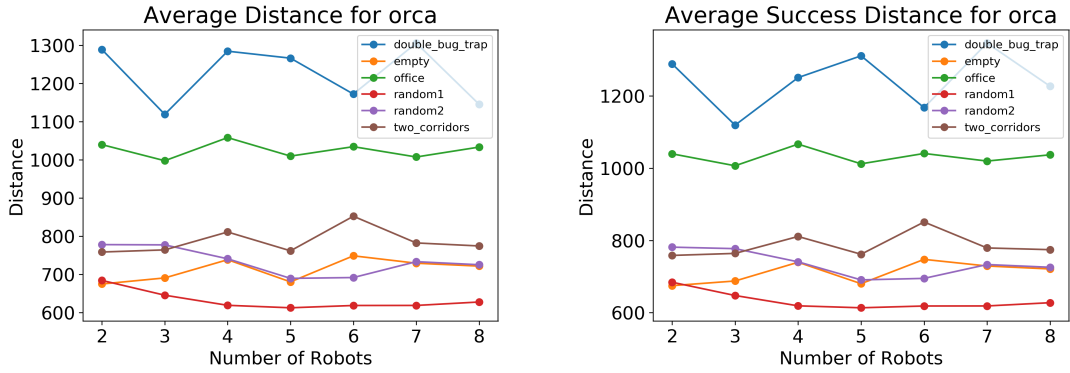 Average Distance for orca
1300
1200
1100
1000
900
800
700
600
Distance
double_bug_trap
empty
office
random1
random2
two_corridors
2 3 4 5 6 7 8
Number of Robots
Average Success Distance for orca
1200
1000
800
600
Distance
double_bug_trap
empty
office
random1
random2
two_corridors
2 3 4 5 6 7 8
Number of Robots